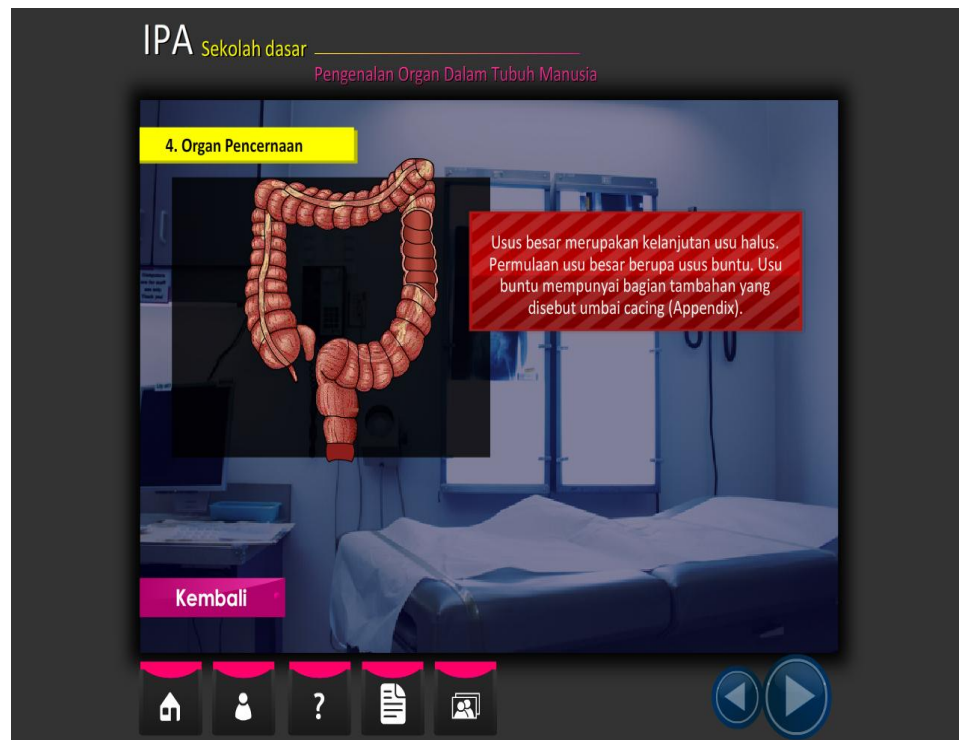 IPA Sekolah dasar
Pengenalan Organ Dalam Tubuh Manusia
4. Organ Pencernaan
Usus besar merupakan kelanjutan usu halus.
Permulaan usu besar berupa usus buntu. Usu
buntu mempunyai bagian tambahan yang
disebut umbai cacing (Appendix).
Kembali
?